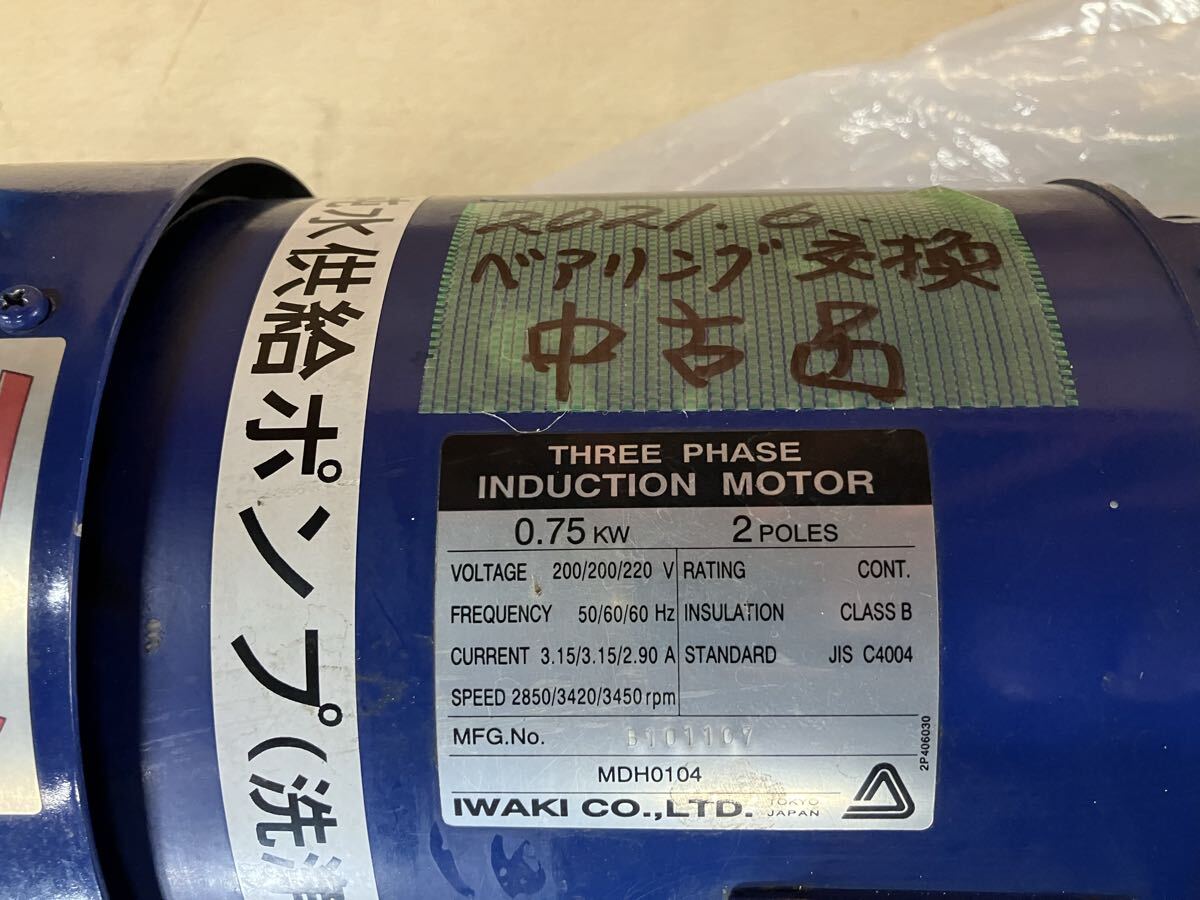 2021.6.
ベアリング交換
中古品
水供給ポンプ(洗
THREE PHASE
INDUCTION MOTOR
0.75 KW 2 POLES
VOLTAGE 200/200/220 V RATING CONT.
FREQUENCY 50/60/60 Hz INSULATION CLASS B
CURRENT 3.15/3.15/2.90 A STANDARD JIS C4004
SPEED 2850/3420/3450 rpm
MFG.No. B101107
MDH0104
IWAKI CO.,LTD. TOKYO JAPAN
2P406030